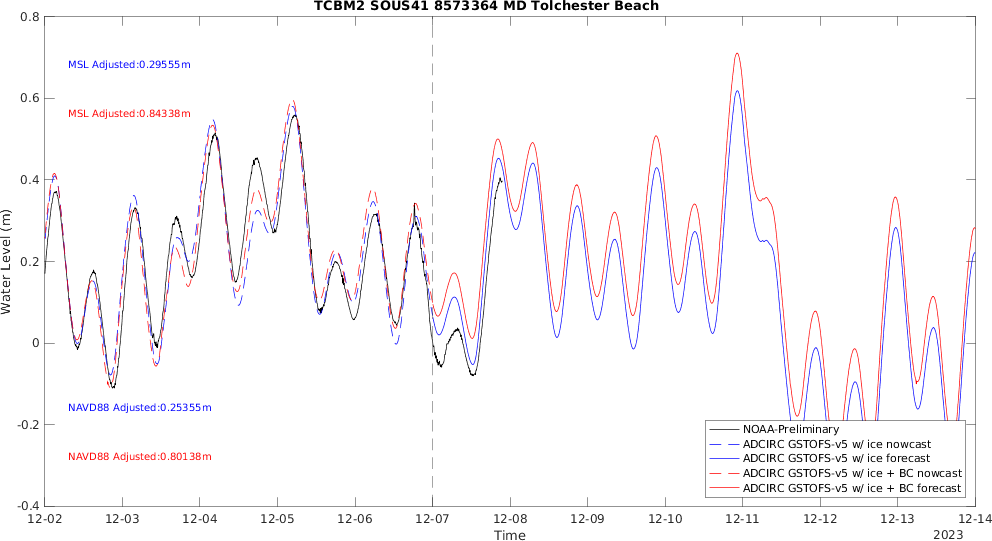 TCBM2 SOUS41 8573364 MD Tolchester Beach
0.8
0.6
0.4
0.2
0
-0.2
-0.4
Water Level (m)
MSL Adjusted:0.29555m
MSL Adjusted:0.84338m
NAVD88 Adjusted:0.25355m
NAVD88 Adjusted:0.80138m
NOAA-Preliminary
ADCIRC GSTOFS-v5 w/ ice nowcast
ADCIRC GSTOFS-v5 w/ ice forecast
ADCIRC GSTOFS-v5 w/ ice + BC nowcast
ADCIRC GSTOFS-v5 w/ ice + BC forecast
12-02 12-03 12-04 12-05 12-06 12-07 12-08 12-09 12-10 12-11 12-12 12-13 12-14
Time
2023